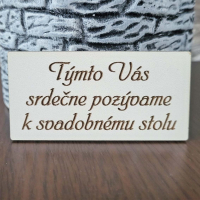 Týmto Vás
srdečne pozývame
k svadobnému stolu